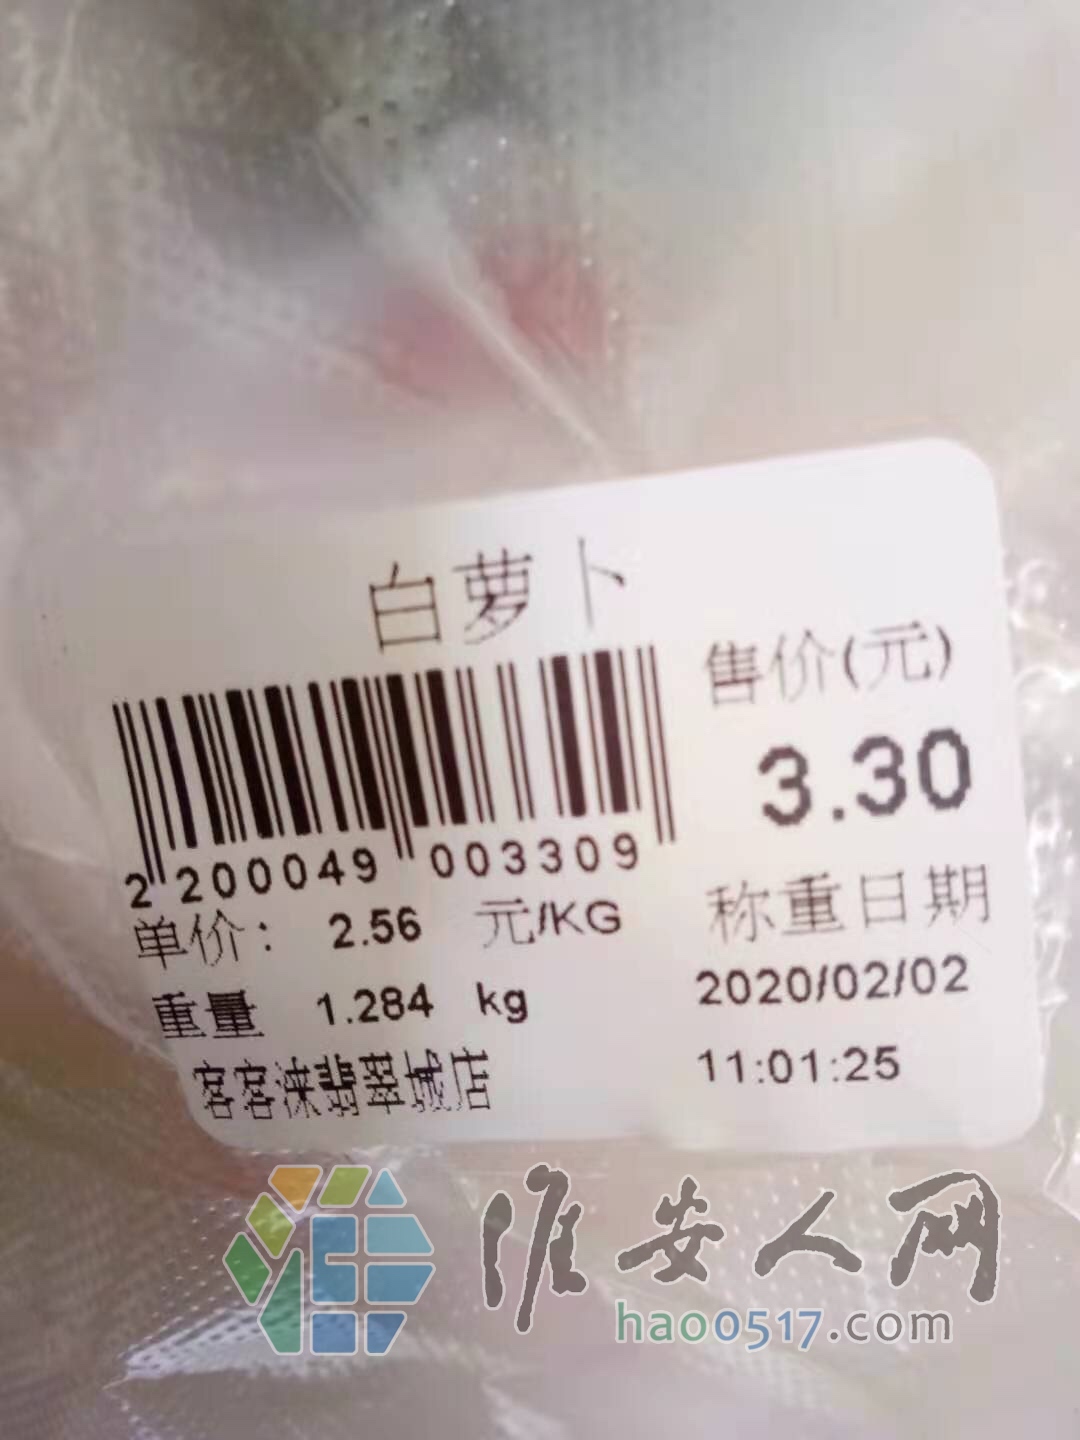 白萝卜
售价(元)
3.30
2 200049 003309
单价： 2.56 元/KG
称重日期
重量 1.284 kg
2020/02/02
客客涞翡翠城店
11:01:25
淮安人网
hao0517.com